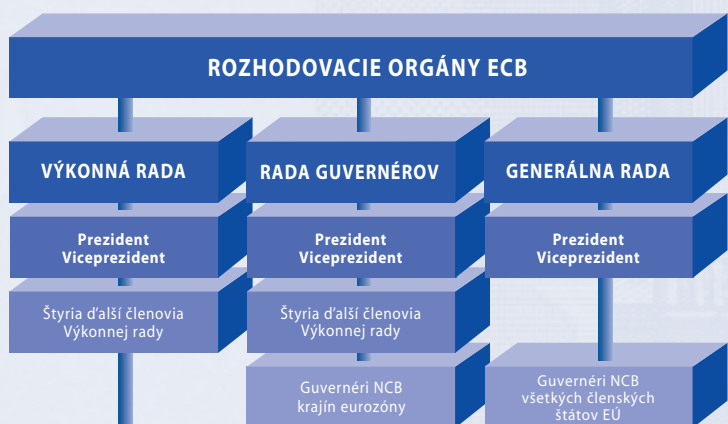 ROZHODOVACIE ORGÁNY ECB
VÝKONNÁ RADA
RADA GUVERNÉROV
GENERÁLNA RADA
Prezident
Viceprezident
Prezident
Viceprezident
Prezident
Viceprezident
Štyria ďalší členovia
Výkonnej rady
Štyria ďalší členovia
Výkonnej rady
Guvernéri NCB
krajín eurozóny
Guvernéri NCB
všetkých členských
štátov EÚ